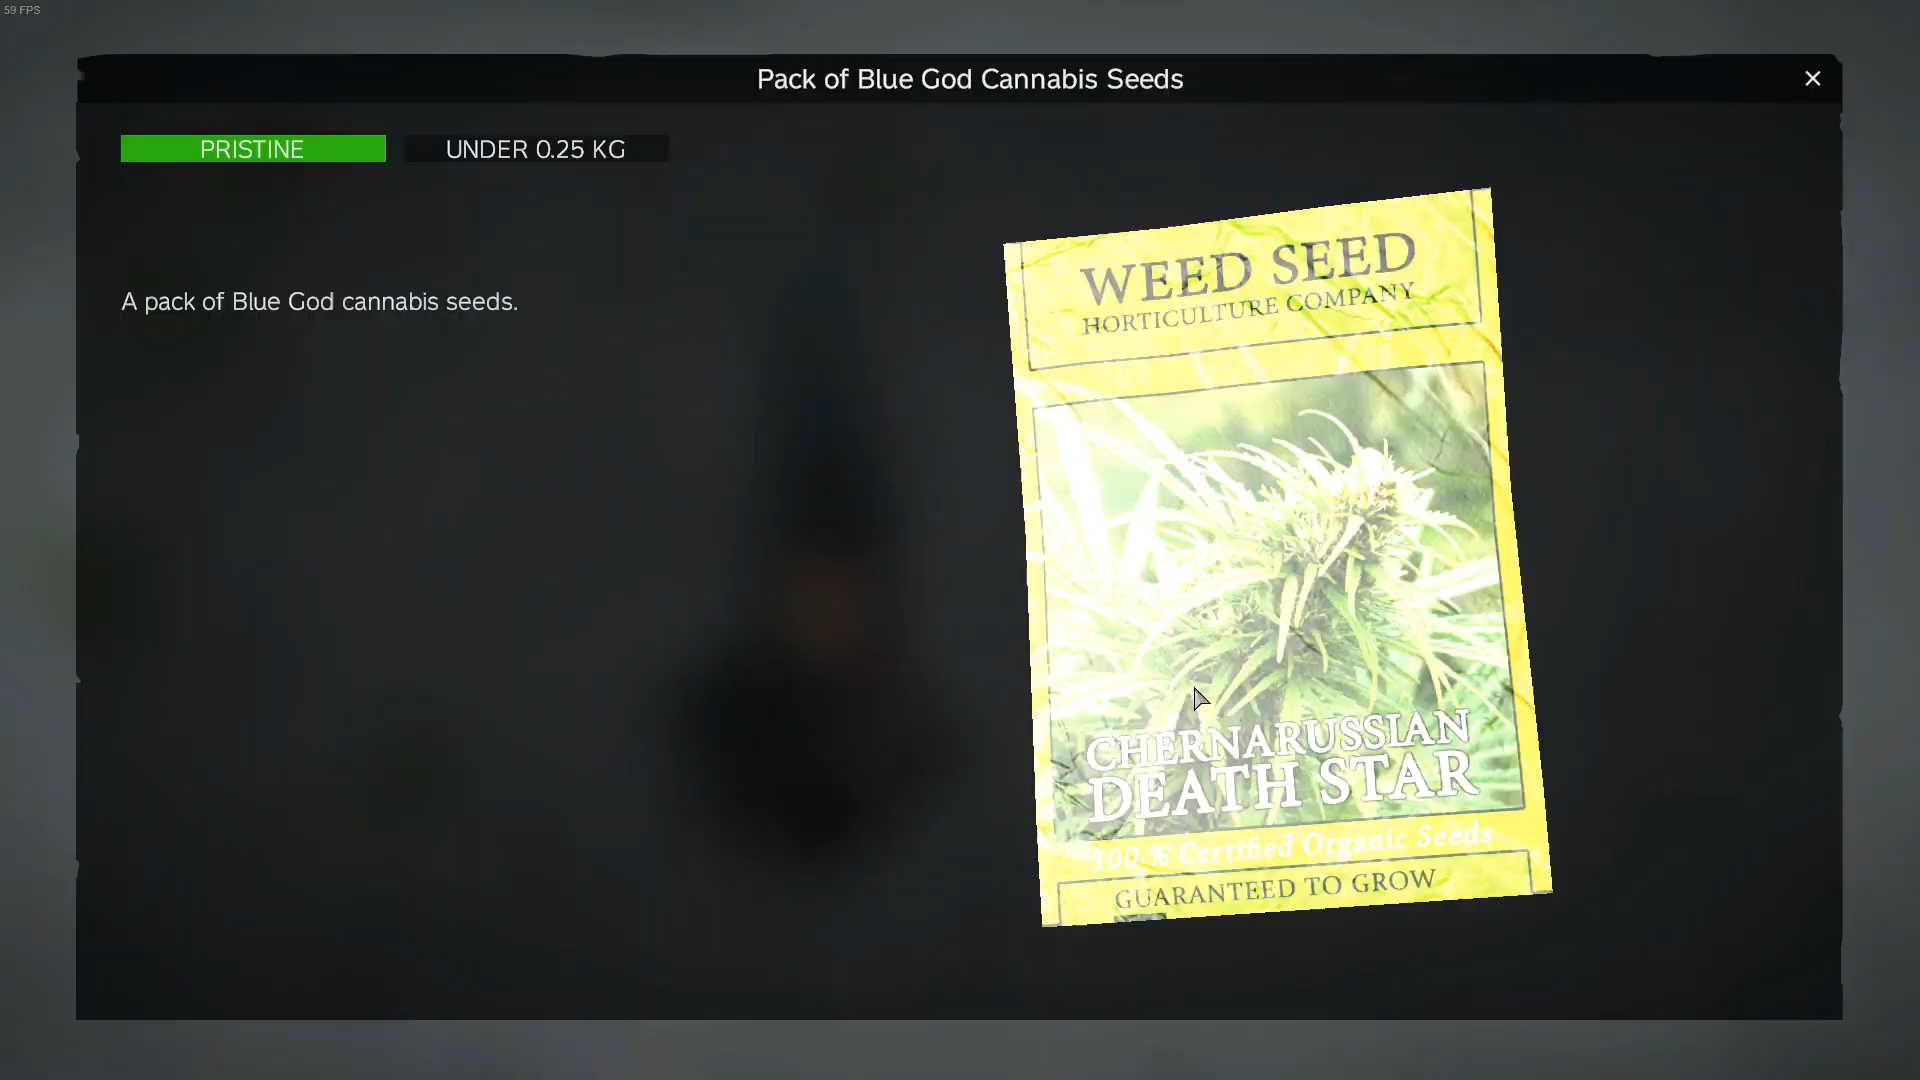 59 FPS
Pack of Blue God Cannabis Seeds
PRISTINE
UNDER 0.25 KG
A pack of Blue God cannabis seeds.
WEED SEED
HORTICULTURE COMPANY
CHERNARUSSIAN
DEATH STAR
100 % Certified Organic Seeds
GUARANTEED TO GROW